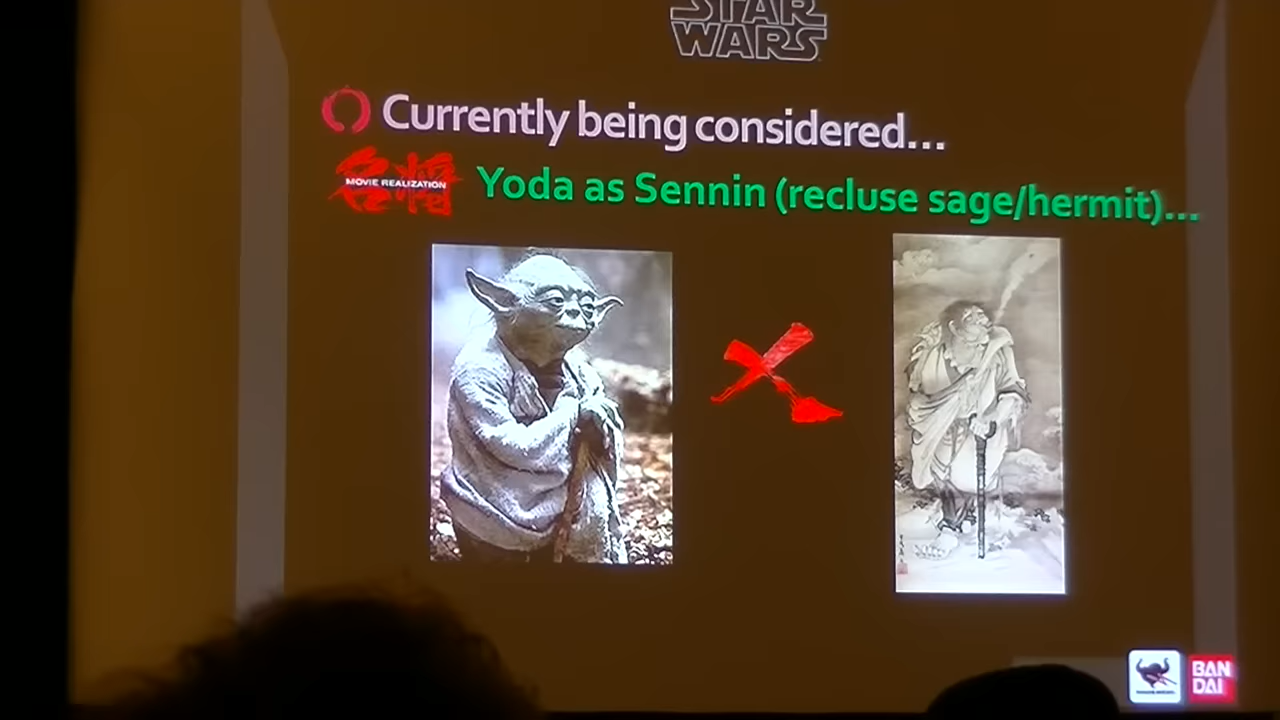 STAR
WARS
Currently being considered...
名将
MOVIE REALIZATION
Yoda as Sennin (recluse sage/hermit)...
BAN
DAI